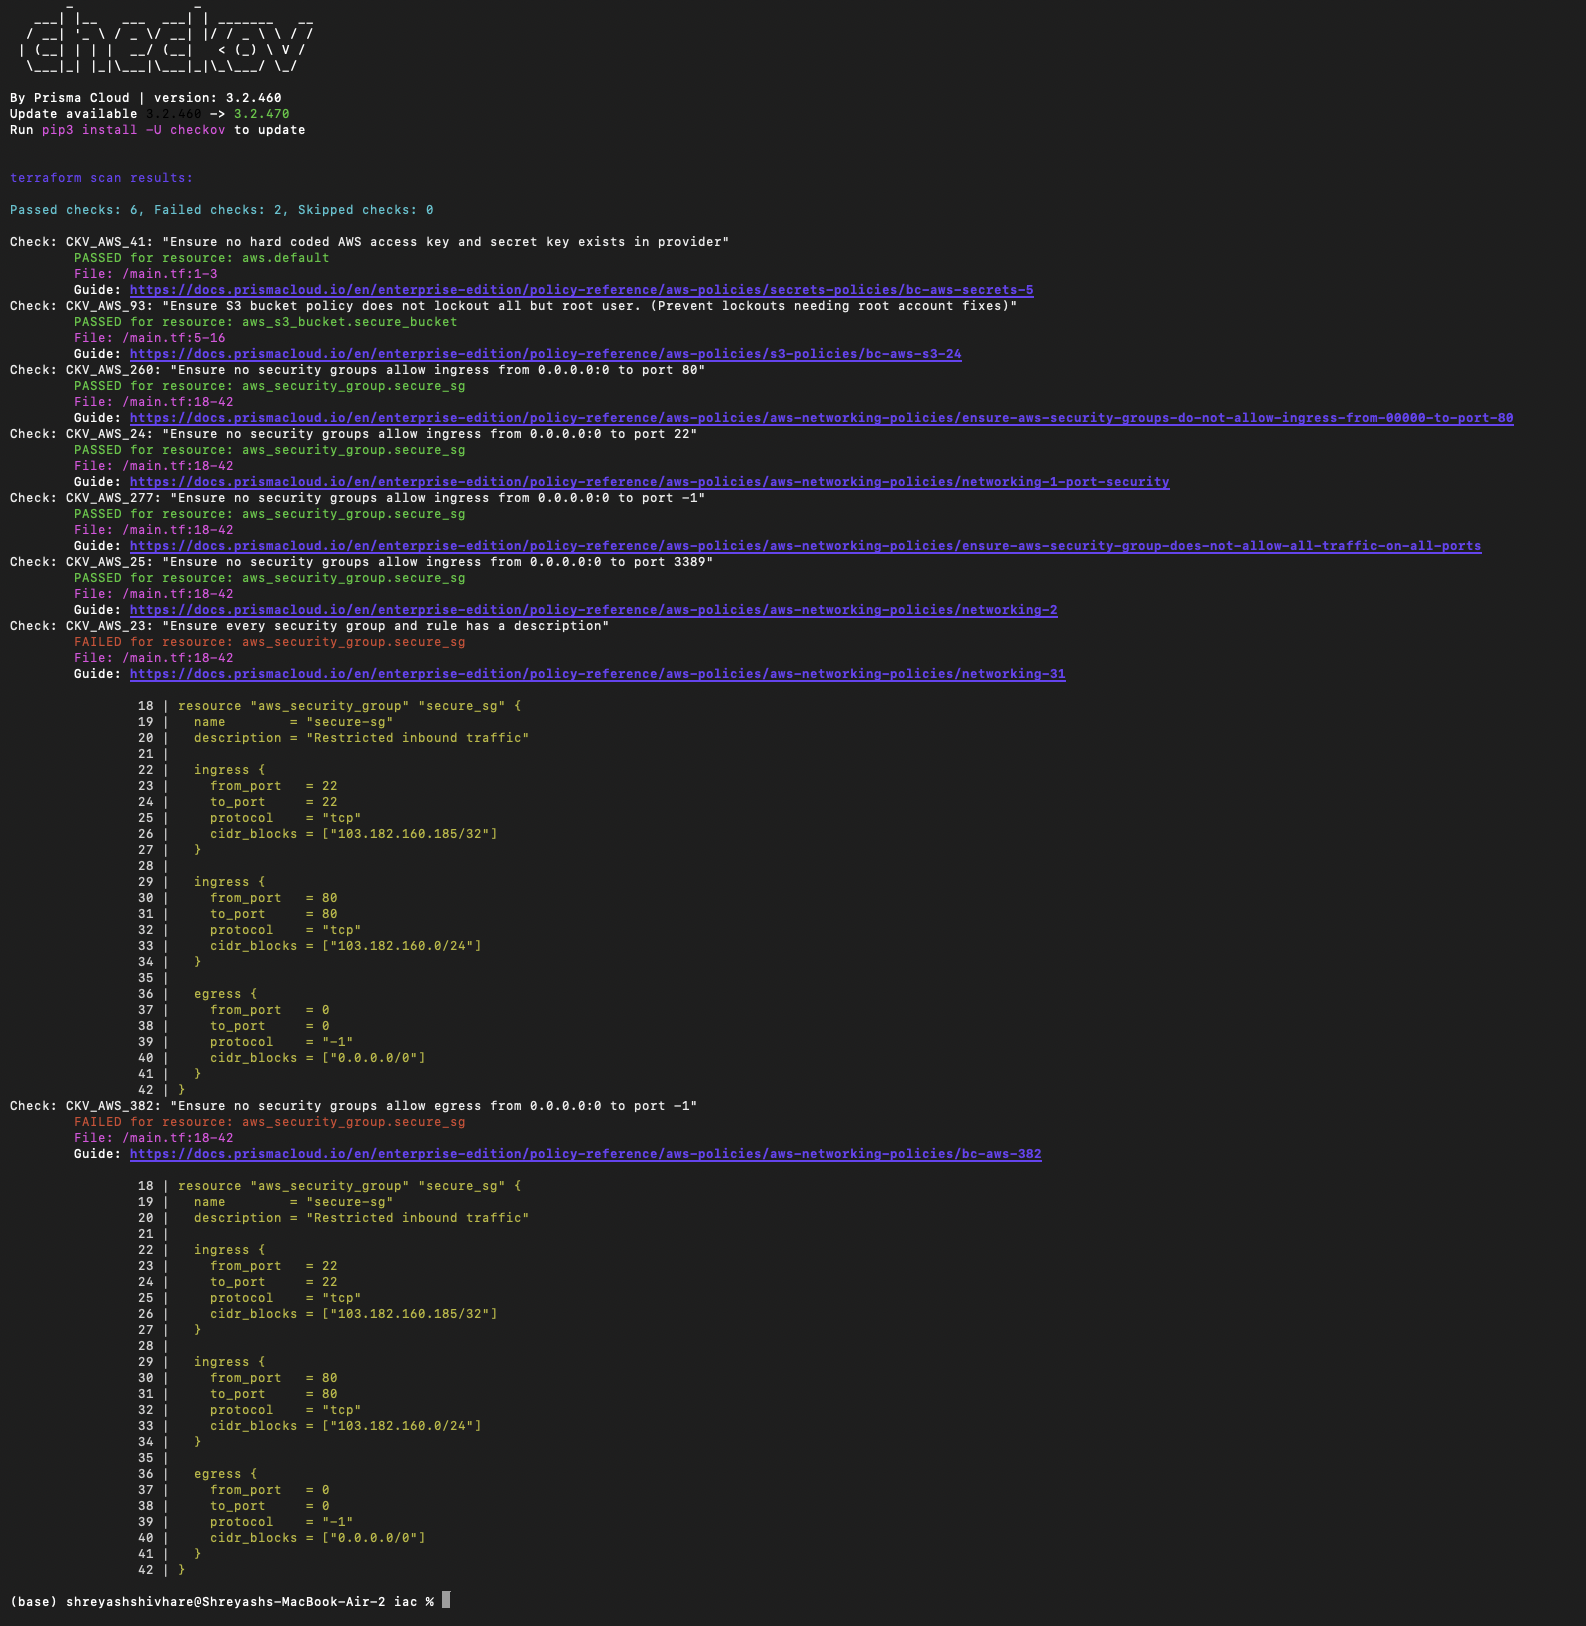 _               _
   ___| |__   ___  ___| | _______   __
  / __| '_ \ / _ \/ __| |/ / _ \ \ / /
 | (__| | | |  __/ (__|   < (_) \ V /
  \___|_| |_|\___|\___|_|\_\___/ \_/

By Prisma Cloud | version: 3.2.460
Update available 3.2.460 -> 3.2.470
Run pip3 install -U checkov to update


terraform scan results:

Passed checks: 6, Failed checks: 2, Skipped checks: 0

Check: CKV_AWS_41: "Ensure no hard coded AWS access key and secret key exists in provider"
        PASSED for resource: aws.default
        File: /main.tf:1-3
        Guide: https://docs.prismacloud.io/en/enterprise-edition/policy-reference/aws-policies/secrets-policies/bc-aws-secrets-5
Check: CKV_AWS_93: "Ensure S3 bucket policy does not lockout all but root user. (Prevent lockouts needing root account fixes)"
        PASSED for resource: aws_s3_bucket.secure_bucket
        File: /main.tf:5-16
        Guide: https://docs.prismacloud.io/en/enterprise-edition/policy-reference/aws-policies/s3-policies/bc-aws-s3-24
Check: CKV_AWS_260: "Ensure no security groups allow ingress from 0.0.0.0:0 to port 80"
        PASSED for resource: aws_security_group.secure_sg
        File: /main.tf:18-42
        Guide: https://docs.prismacloud.io/en/enterprise-edition/policy-reference/aws-policies/aws-networking-policies/ensure-aws-security-groups-do-not-allow-ingress-from-00000-to-port-80
Check: CKV_AWS_24: "Ensure no security groups allow ingress from 0.0.0.0:0 to port 22"
        PASSED for resource: aws_security_group.secure_sg
        File: /main.tf:18-42
        Guide: https://docs.prismacloud.io/en/enterprise-edition/policy-reference/aws-policies/aws-networking-policies/networking-1-port-security
Check: CKV_AWS_277: "Ensure no security groups allow ingress from 0.0.0.0:0 to port -1"
        PASSED for resource: aws_security_group.secure_sg
        File: /main.tf:18-42
        Guide: https://docs.prismacloud.io/en/enterprise-edition/policy-reference/aws-policies/aws-networking-policies/ensure-aws-security-group-does-not-allow-all-traffic-on-all-ports
Check: CKV_AWS_25: "Ensure no security groups allow ingress from 0.0.0.0:0 to port 3389"
        PASSED for resource: aws_security_group.secure_sg
        File: /main.tf:18-42
        Guide: https://docs.prismacloud.io/en/enterprise-edition/policy-reference/aws-policies/aws-networking-policies/networking-2
Check: CKV_AWS_23: "Ensure every security group and rule has a description"
        FAILED for resource: aws_security_group.secure_sg
        File: /main.tf:18-42
        Guide: https://docs.prismacloud.io/en/enterprise-edition/policy-reference/aws-policies/aws-networking-policies/networking-31

                18 | resource "aws_security_group" "secure_sg" {
                19 |   name        = "secure-sg"
                20 |   description = "Restricted inbound traffic"
                21 |
                22 |   ingress {
                23 |     from_port   = 22
                24 |     to_port     = 22
                25 |     protocol    = "tcp"
                26 |     cidr_blocks = ["103.182.160.185/32"]
                27 |   }
                28 |
                29 |   ingress {
                30 |     from_port   = 80
                31 |     to_port     = 80
                32 |     protocol    = "tcp"
                33 |     cidr_blocks = ["103.182.160.0/24"]
                34 |   }
                35 |
                36 |   egress {
                37 |     from_port   = 0
                38 |     to_port     = 0
                39 |     protocol    = "-1"
                40 |     cidr_blocks = ["0.0.0.0/0"]
                41 |   }
                42 | }
Check: CKV_AWS_382: "Ensure no security groups allow egress from 0.0.0.0:0 to port -1"
        FAILED for resource: aws_security_group.secure_sg
        File: /main.tf:18-42
        Guide: https://docs.prismacloud.io/en/enterprise-edition/policy-reference/aws-policies/aws-networking-policies/bc-aws-382

                18 | resource "aws_security_group" "secure_sg" {
                19 |   name        = "secure-sg"
                20 |   description = "Restricted inbound traffic"
                21 |
                22 |   ingress {
                23 |     from_port   = 22
                24 |     to_port     = 22
                25 |     protocol    = "tcp"
                26 |     cidr_blocks = ["103.182.160.185/32"]
                27 |   }
                28 |
                29 |   ingress {
                30 |     from_port   = 80
                31 |     to_port     = 80
                32 |     protocol    = "tcp"
                33 |     cidr_blocks = ["103.182.160.0/24"]
                34 |   }
                35 |
                36 |   egress {
                37 |     from_port   = 0
                38 |     to_port     = 0
                39 |     protocol    = "-1"
                40 |     cidr_blocks = ["0.0.0.0/0"]
                41 |   }
                42 | }

(base) shreyashshivhare@Shreyashs-MacBook-Air-2 iac %